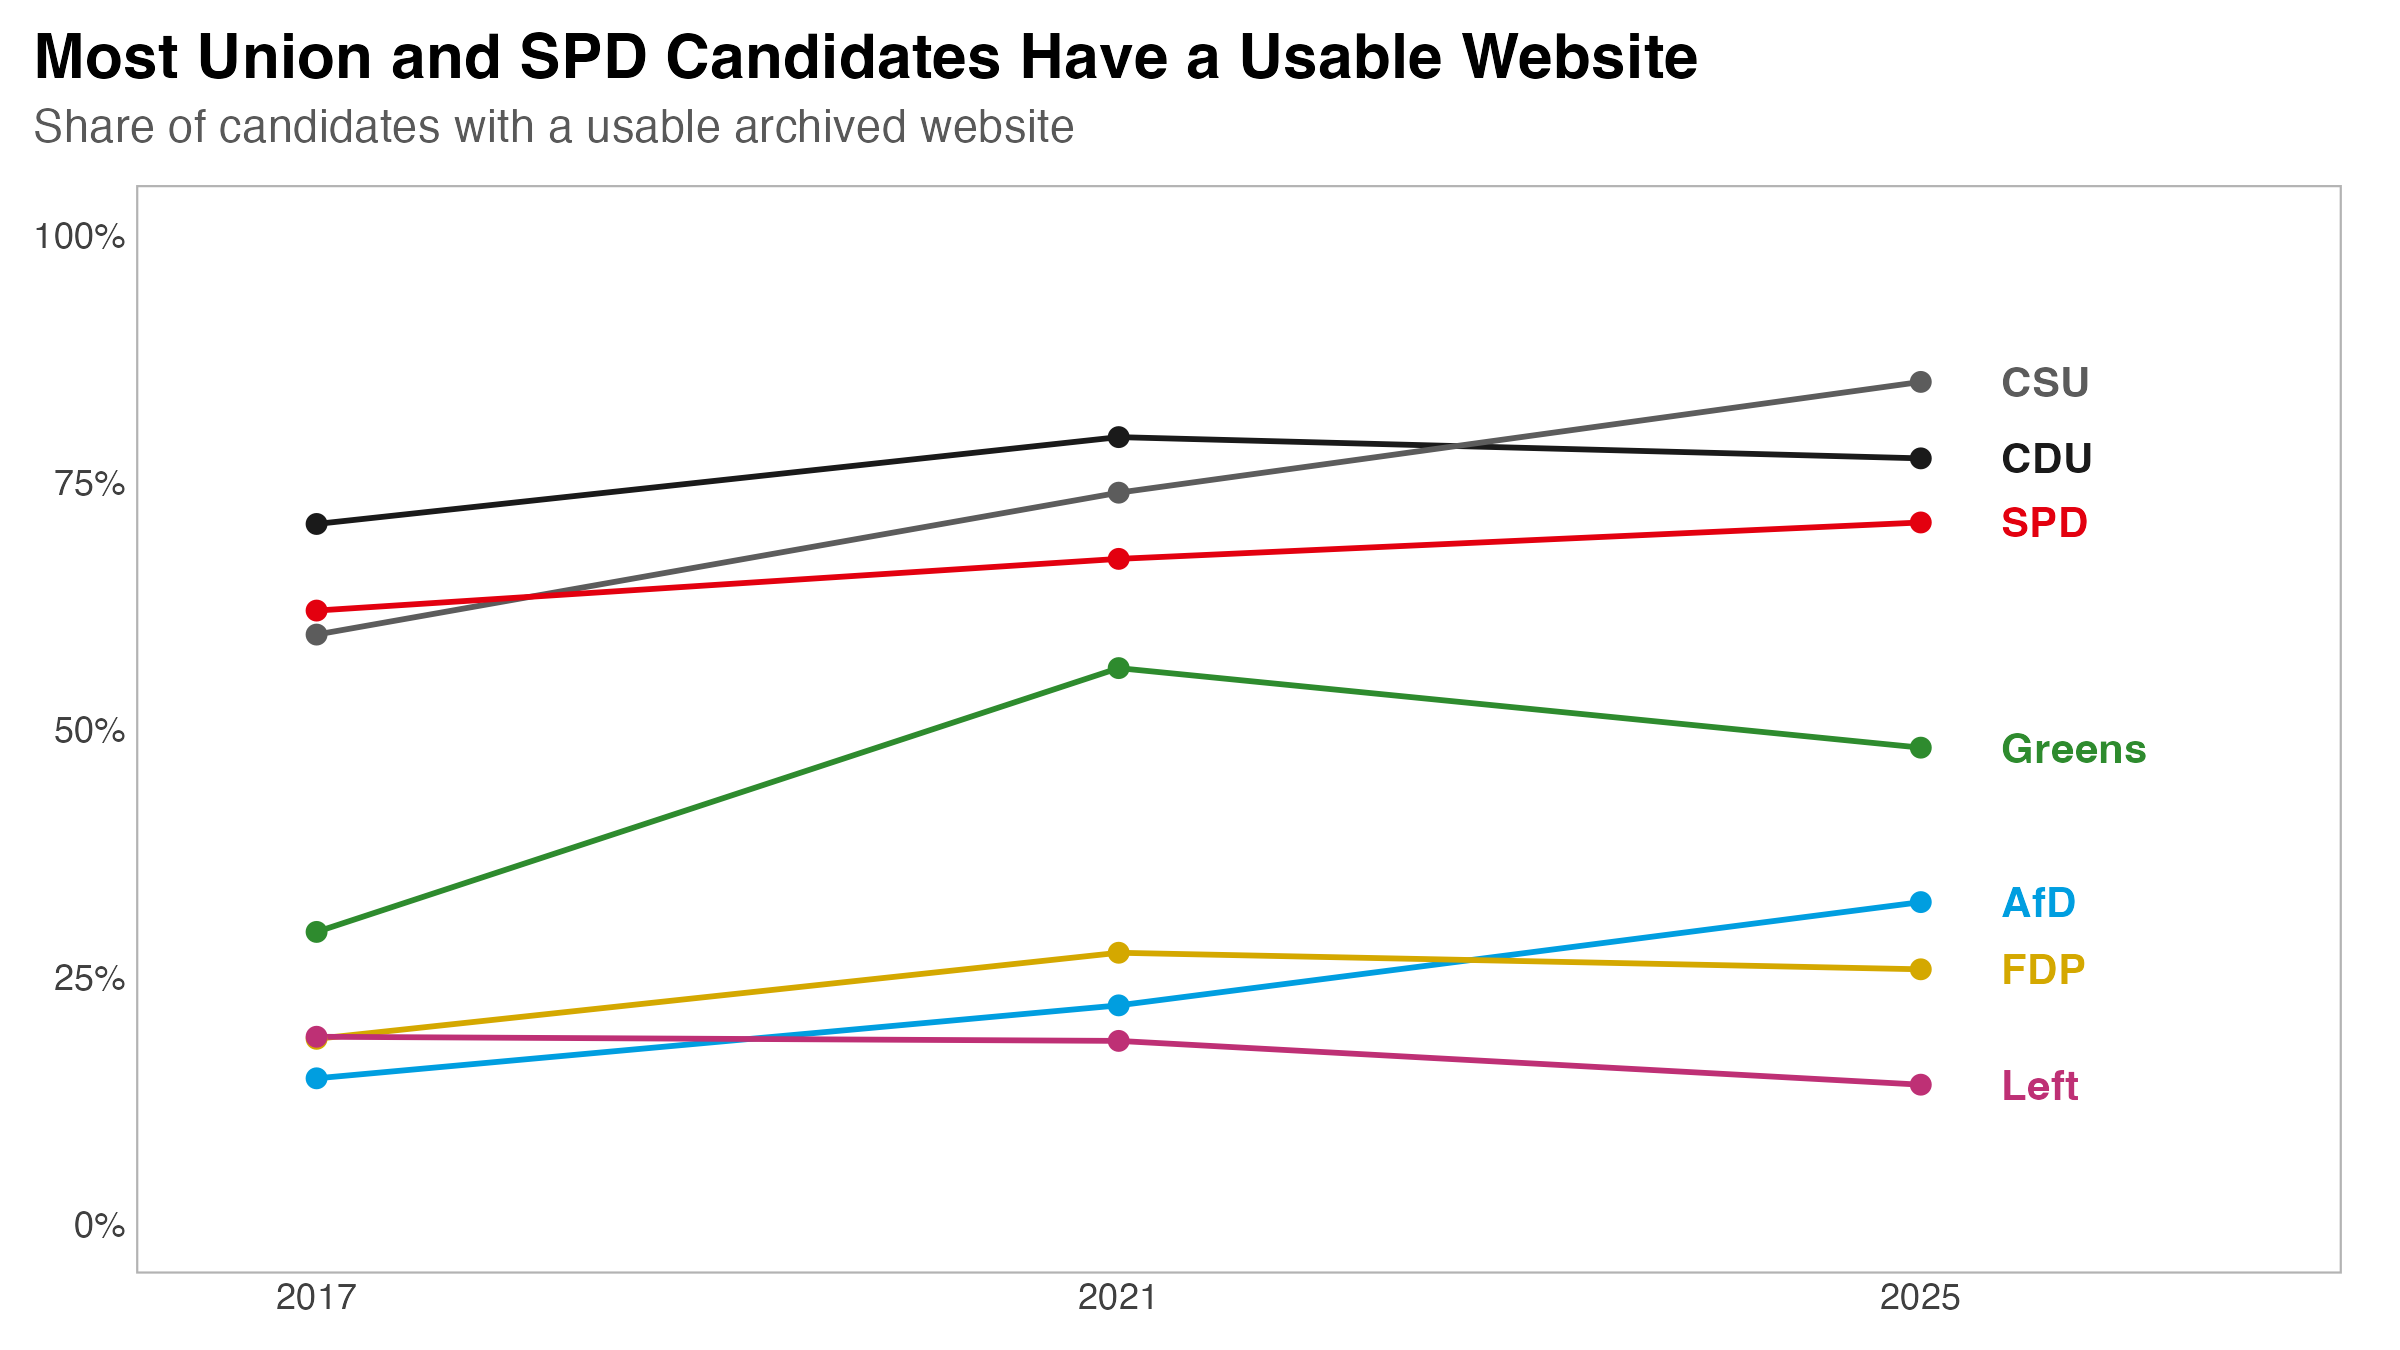 Most Union and SPD Candidates Have a Usable Website
Share of candidates with a usable archived website
100%
75%
50%
25%
0%
CSU
CDU
SPD
Greens
AfD
FDP
Left
2017
2021
2025